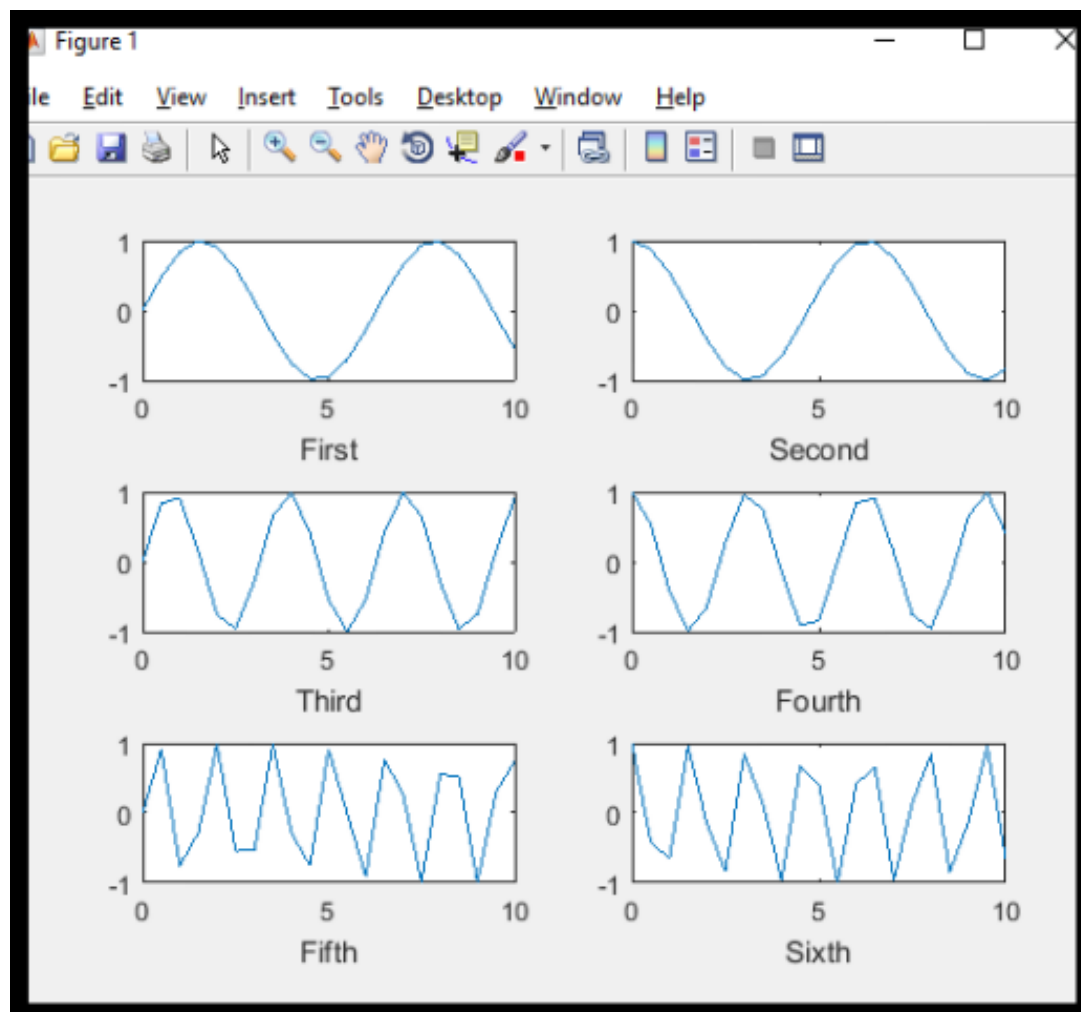 Figure 1
ile Edit View Insert Tools Desktop Window Help
1 1
0 0
-1 -1
0 5 10 0 5 10
First Second
1 1
0 0
-1 -1
0 5 10 0 5 10
Third Fourth
1 1
0 0
-1 -1
0 5 10 0 5 10
Fifth Sixth